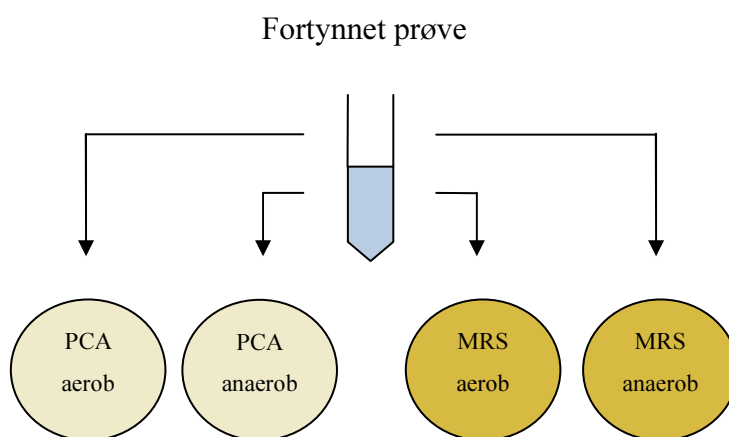 Fortynnet prøve
PCA
aerob
PCA
anaerob
MRS
aerob
MRS
anaerob